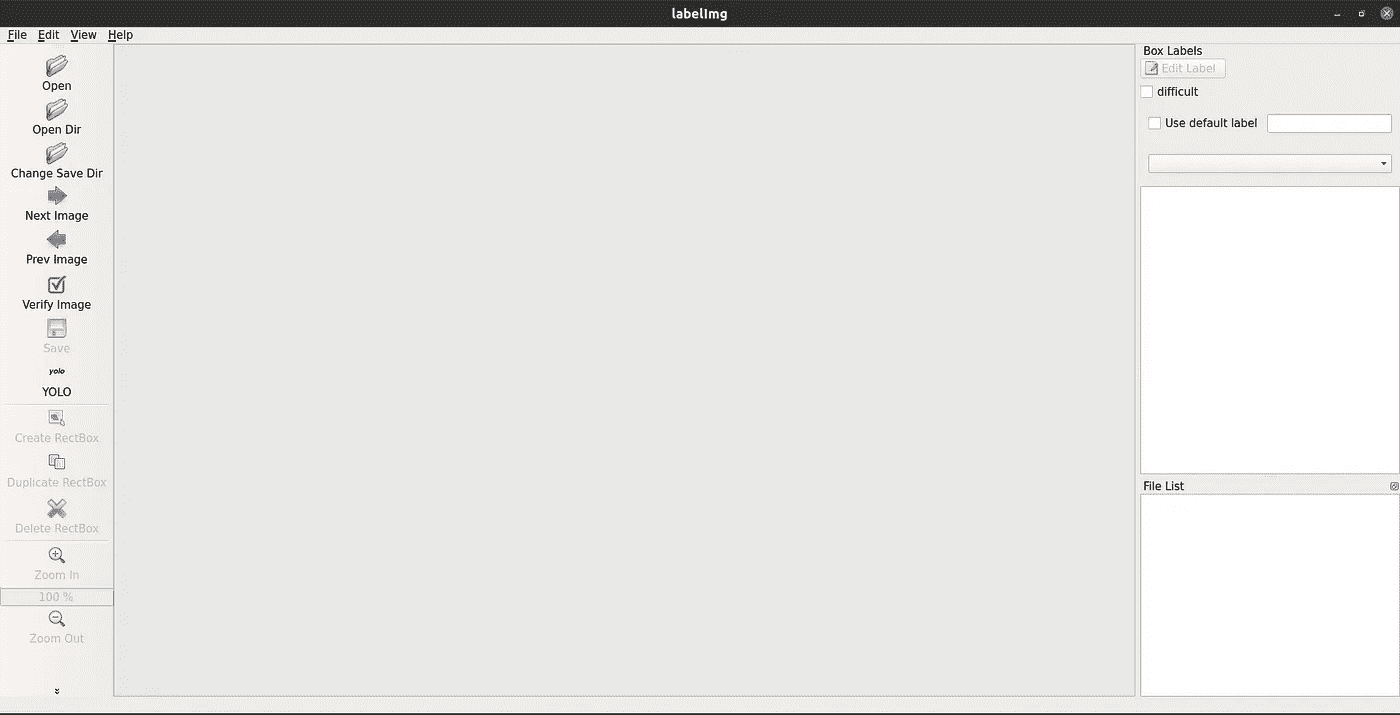 labelImg
File Edit View Help
Open
Open Dir
Change Save Dir
Next Image
Prev Image
Verify Image
Save
yolo
YOLO
Create RectBox
Duplicate RectBox
Delete RectBox
Zoom In
100 %
Zoom Out
Box Labels
Edit Label
difficult
Use default label
File List